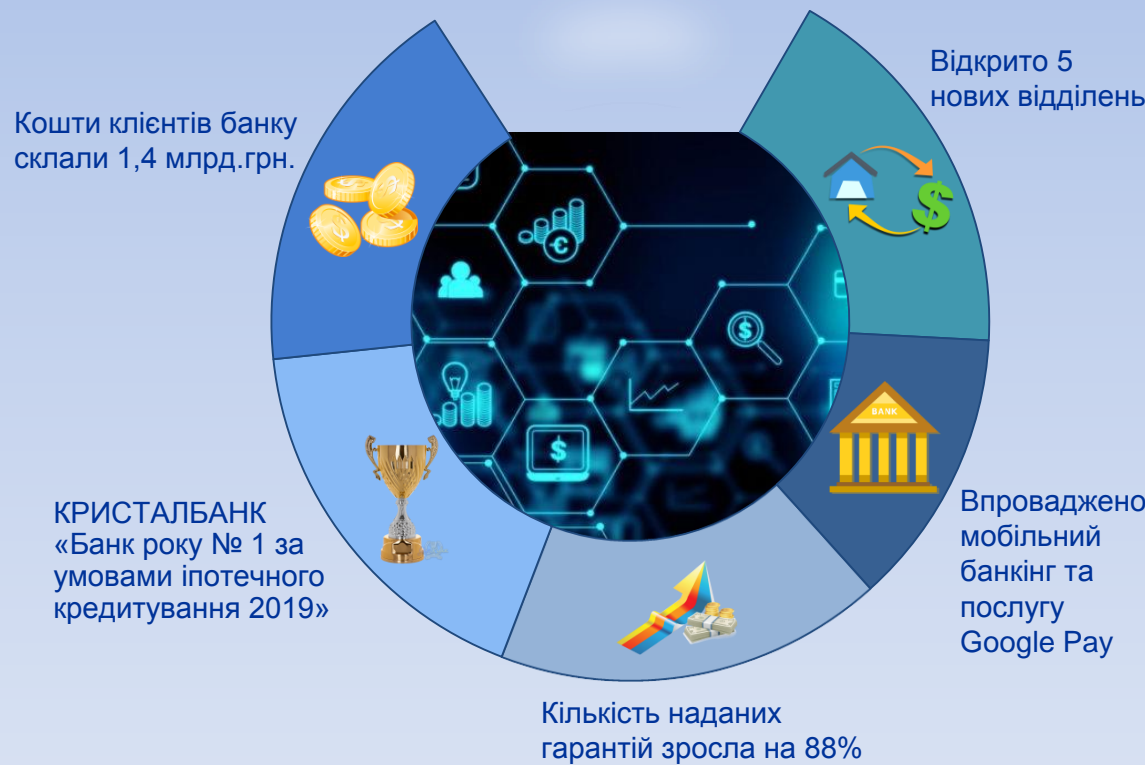 Кошти клієнтів банку
склали 1,4 млрд.грн.
Відкрито 5
нових відділень
BANK
КРИСТАЛБАНК
«Банк року № 1 за
умовами іпотечного
кредитування 2019»
Впроваджено
мобільний
банкінг та
послугу
Google Pay
Кількість наданих
гарантій зросла на 88%